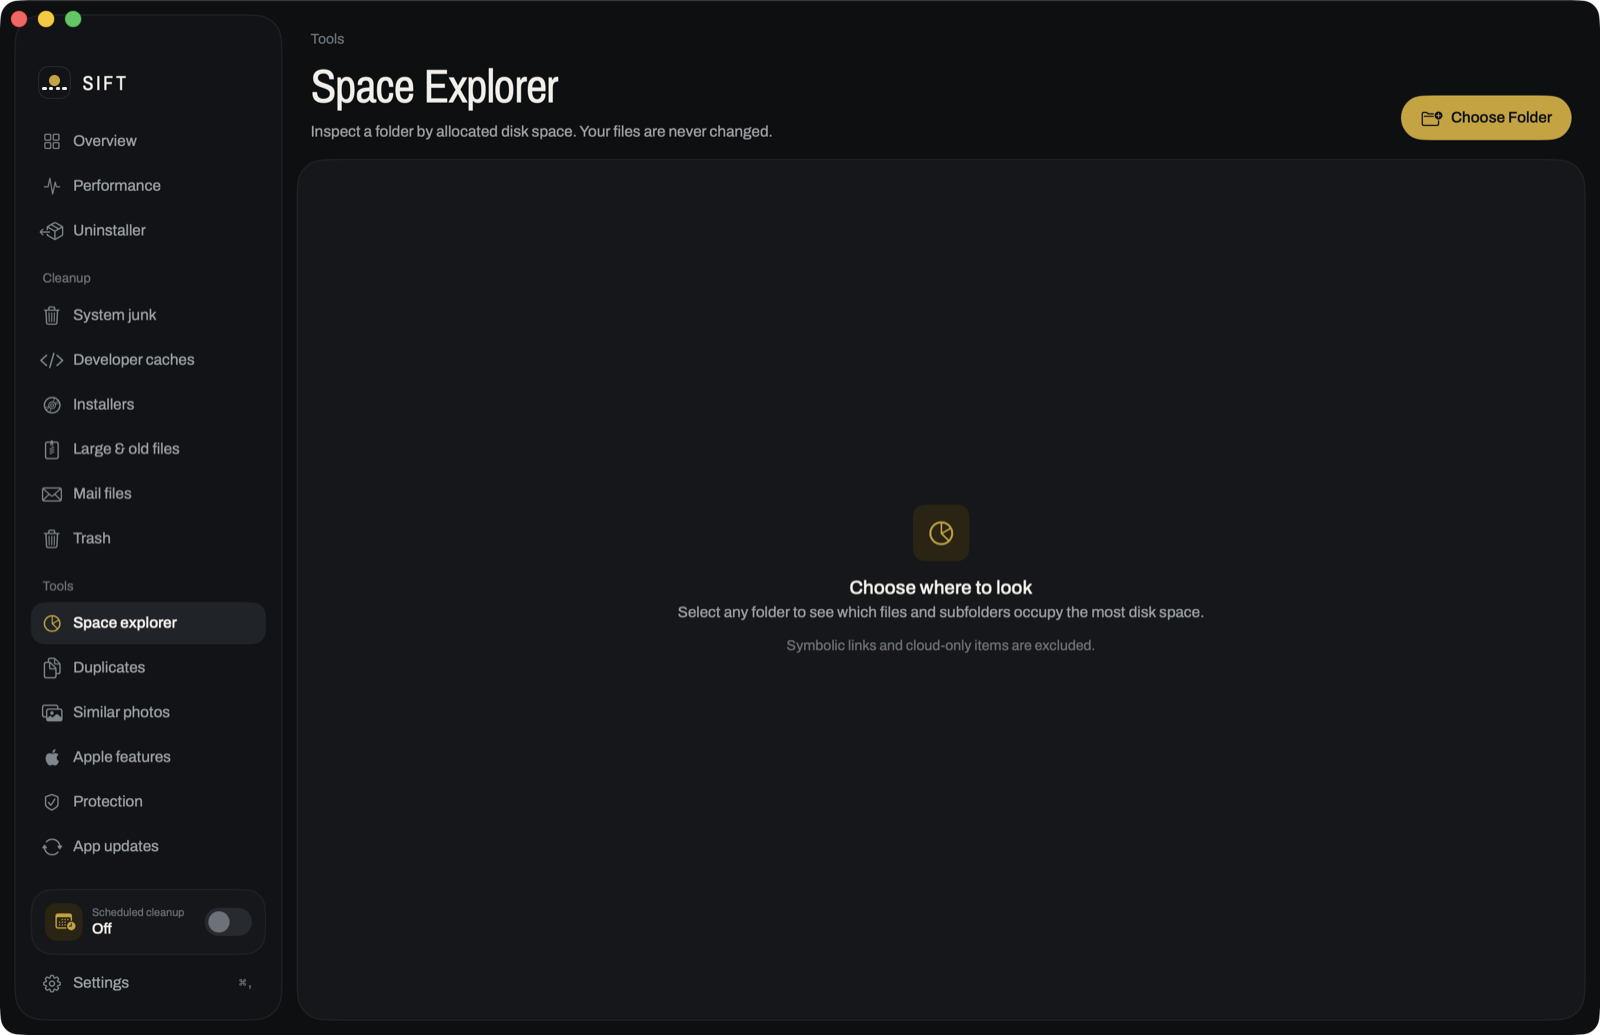 SIFT
Overview
Performance
Uninstaller
Cleanup
System junk
Developer caches
Installers
Large & old files
Mail files
Trash
Tools
Space explorer
Duplicates
Similar photos
Apple features
Protection
App updates
Scheduled cleanup
Off
Settings ⌘,
Tools
Space Explorer
Inspect a folder by allocated disk space. Your files are never changed.
Choose Folder
Choose where to look
Select any folder to see which files and subfolders occupy the most disk space.
Symbolic links and cloud-only items are excluded.